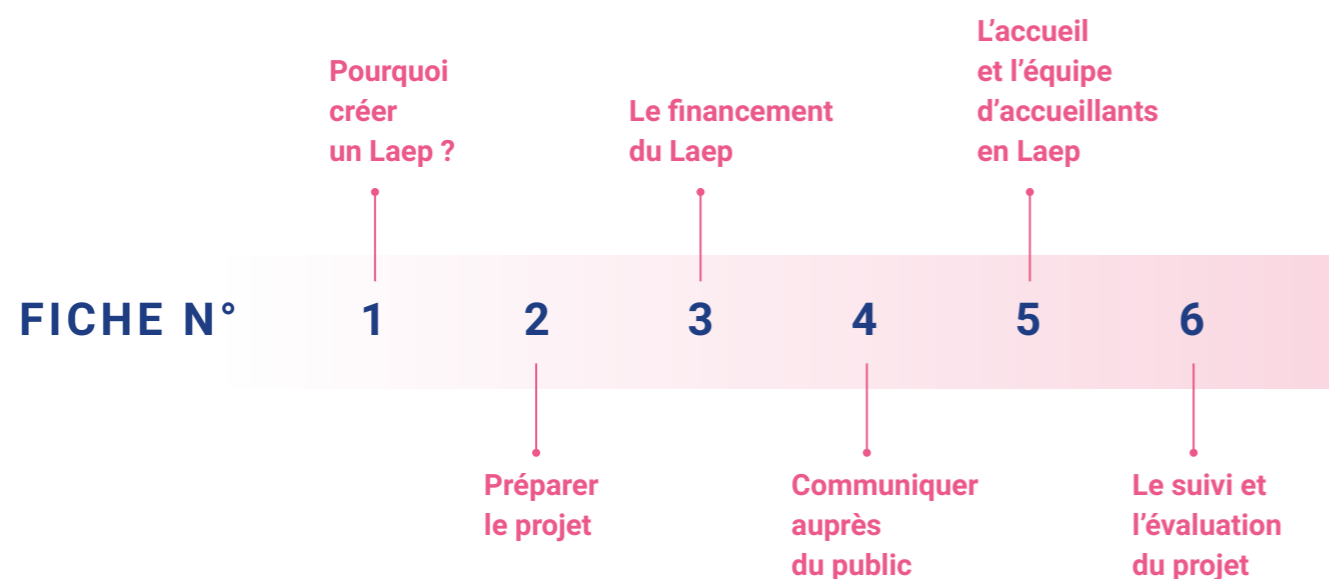 Pourquoi
créer
un Laep ?
Le financement
du Laep
L’accueil
et l’équipe
d’accueillants
en Laep
FICHE N° 1 2 3 4 5 6
Préparer
le projet
Communiquer
auprès
du public
Le suivi et
l’évaluation
du projet